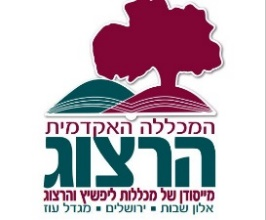 המכללה האקדמית
הרצוג
מייסודן של מכללות ליפשיץ והרצוג
אלון שבות • ירושלים • מגדל עוז